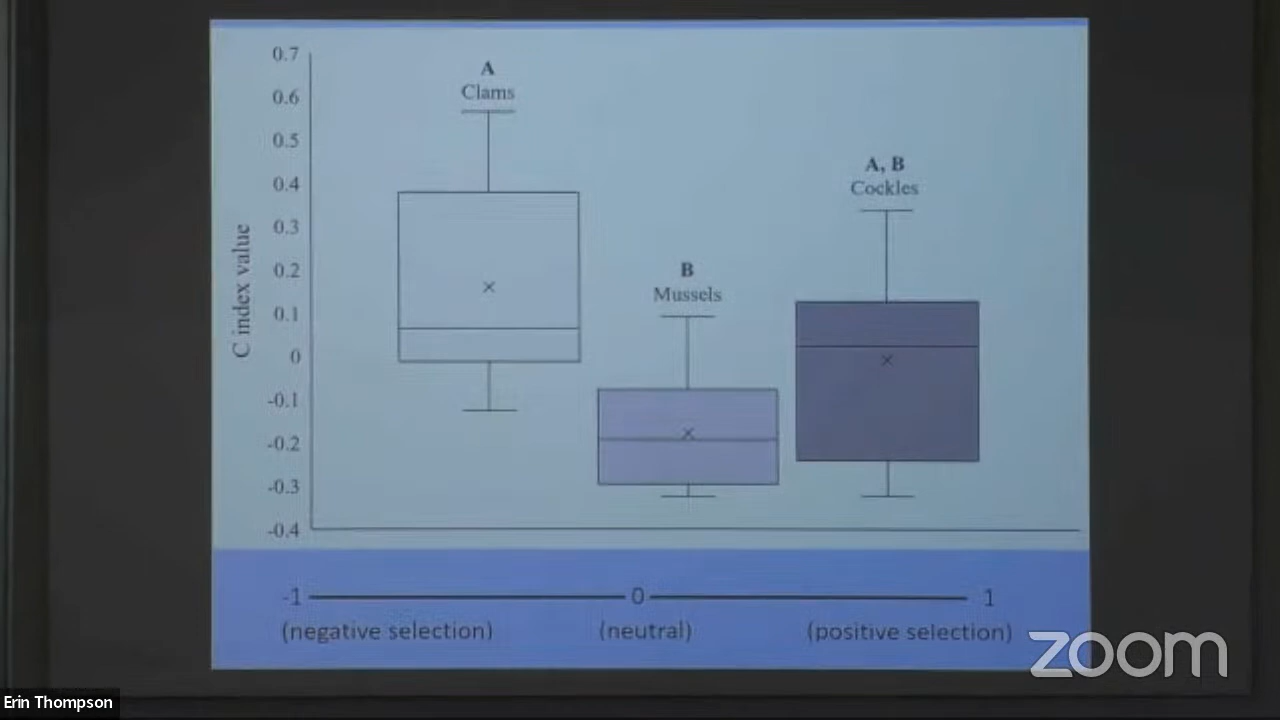 0.7
0.6
0.5
0.4
0.3
0.2
0.1
0
-0.1
-0.2
-0.3
-0.4
C index value
A
Clams
B
Mussels
A, B
Cockles
-1 0 1
(negative selection) (neutral) (positive selection)
zoom
Erin Thompson